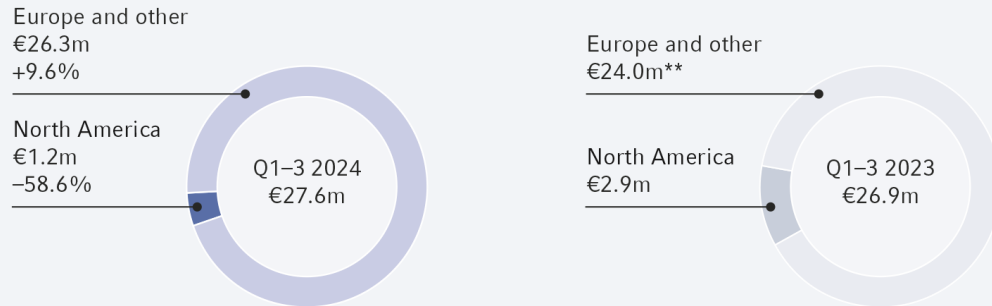 Europe and other
€26.3m
+9.6%
North America
€1.2m
–58.6%
Q1–3 2024
€27.6m
Europe and other
€24.0m**
North America
€2.9m
Q1–3 2023
€26.9m